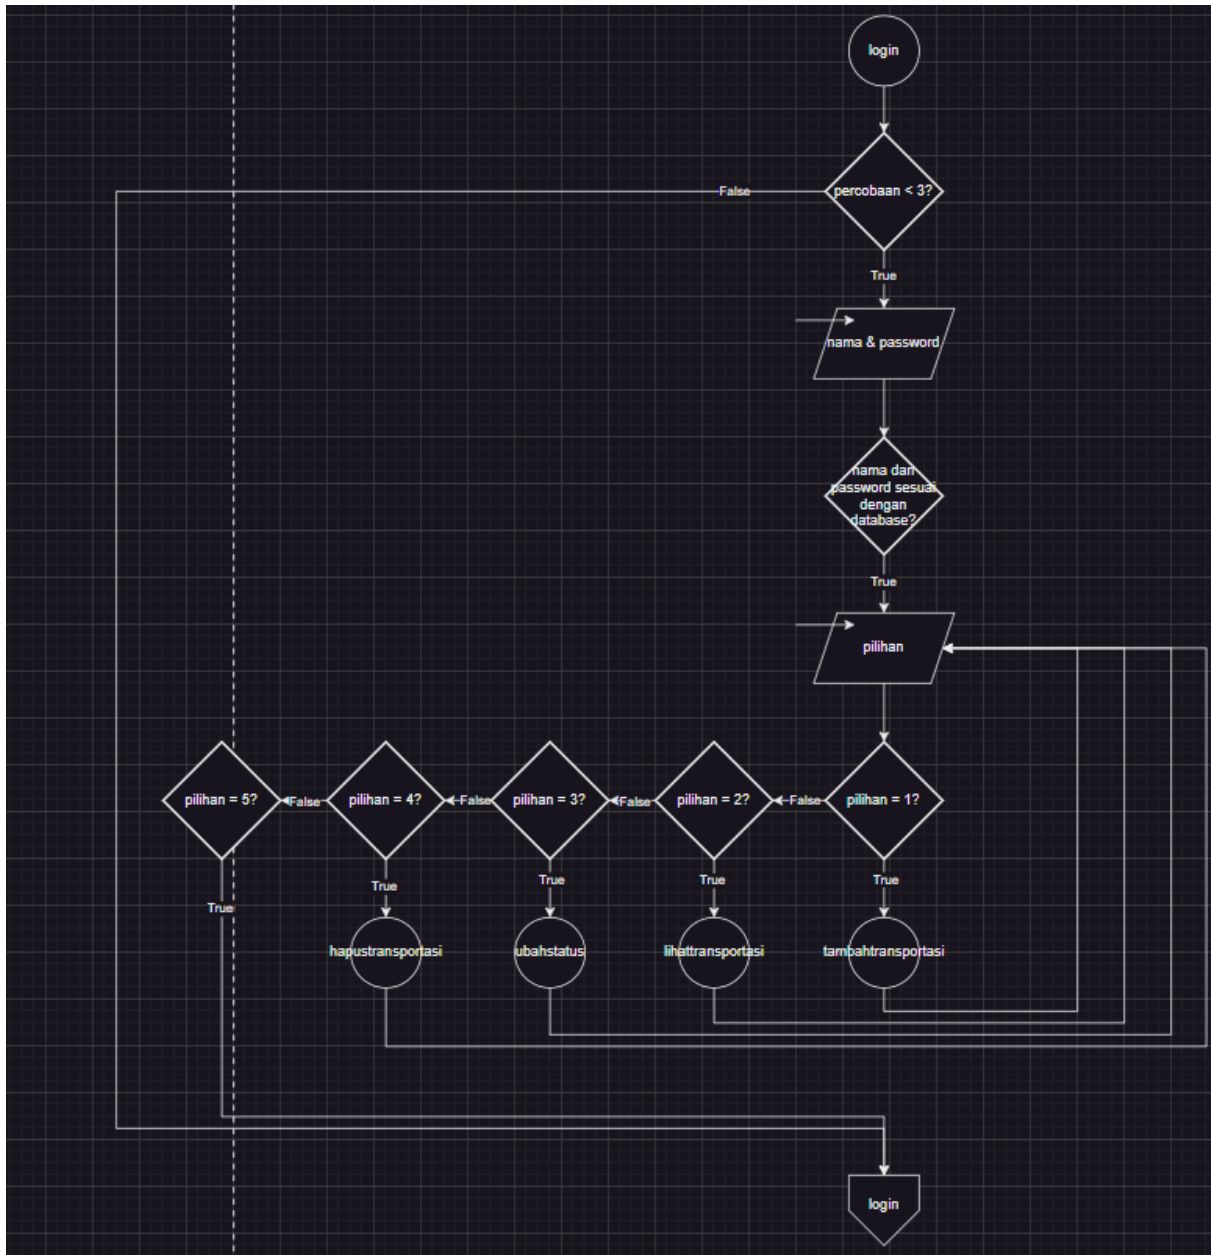 login
percobaan < 3?
False
True
nama & password
nama dan
password sesuai
dengan
database?
True
pilihan
pilihan = 5?
False
pilihan = 4?
False
pilihan = 3?
False
pilihan = 2?
False
pilihan = 1?
True
True
True
True
True
hapustransportasi
ubahstatus
lihattransportasi
tambahtransportasi
login